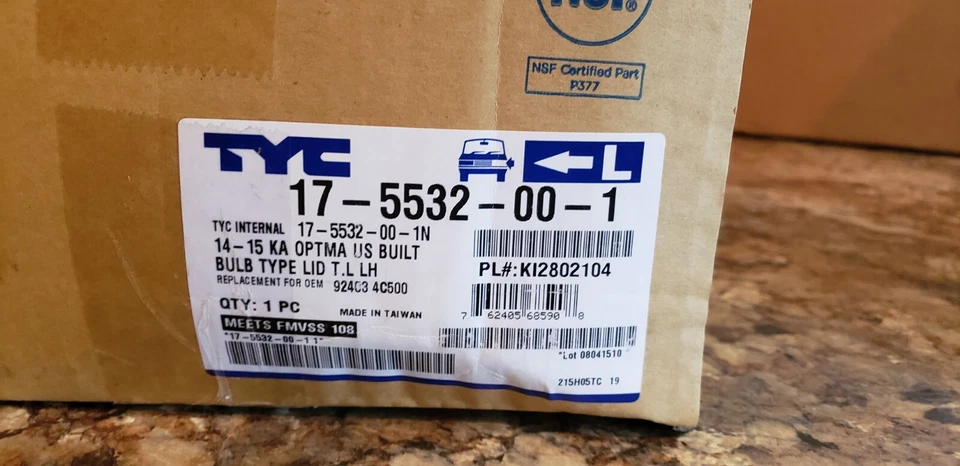 NSF®
NSF Certified Part
P377
TYC
L
17-5532-00-1
TYC INTERNAL 17-5532-00-1N
14-15 KA OPTMA US BUILT
BULB TYPE LID T.L LH
REPLACEMENT FOR OEM 92403 4C500
PL#:KI2802104
QTY: 1 PC
MADE IN TAIWAN
7 62405 68590 8
MEETS FMVSS 108
*17-5532-00-1 1*
*Lot 08041510
215H05TC 19